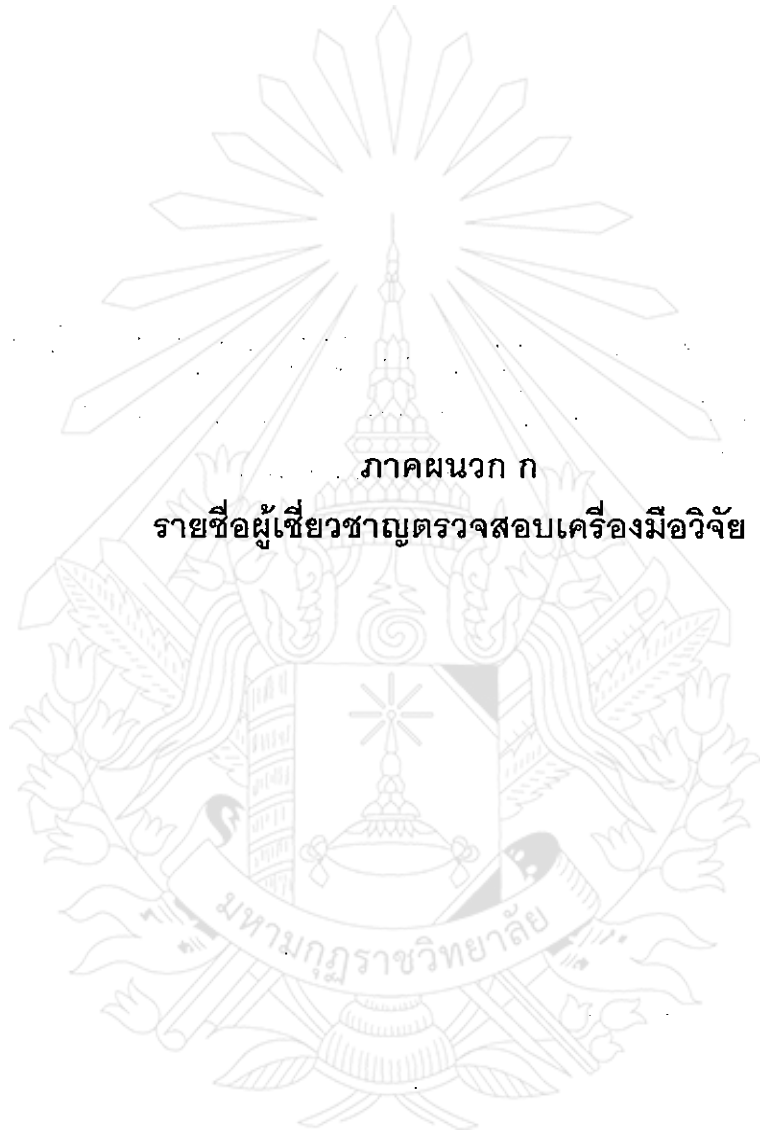 ภาคผนวก ก
รายชื่อผู้เชี่ยวชาญตรวจสอบเครื่องมือวิจัย
มหามกุฏราชวิทยาลัย